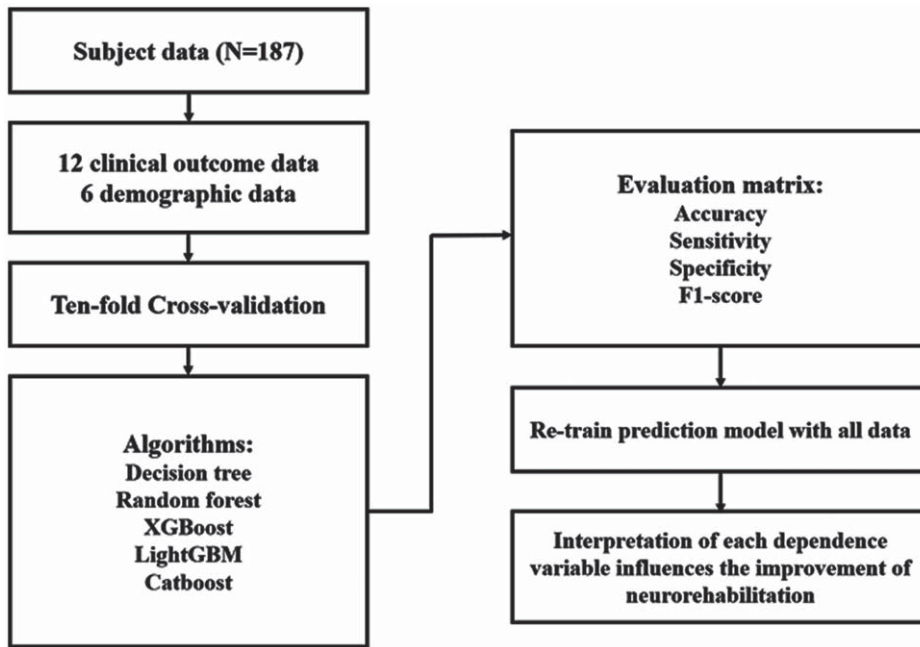 Subject data (N=187)
12 clinical outcome data
6 demographic data
Ten-fold Cross-validation
Algorithms:
Decision tree
Random forest
XGBoost
LightGBM
Catboost
Evaluation matrix:
Accuracy
Sensitivity
Specificity
F1-score
Re-train prediction model with all data
Interpretation of each dependence
variable influences the improvement of
neurorehabilitation